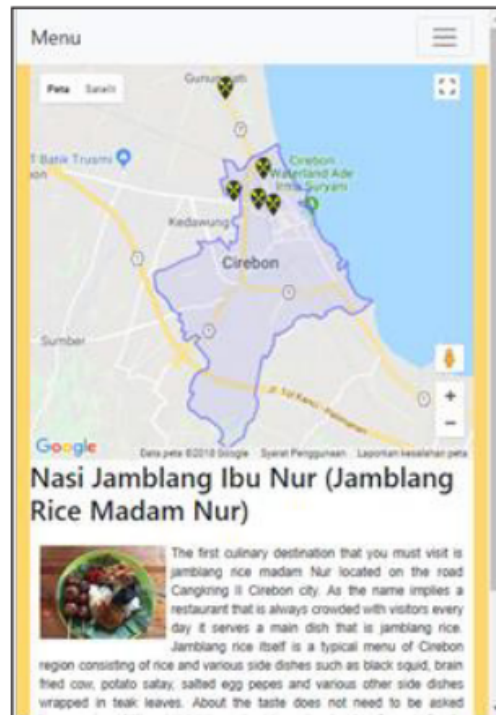 Menu
Peta Satelit
Gunungjati
T Batik Trusmi
Cirebon
Waterland Ade
Irma Suryani
Kedawung
Cirebon
Sumber
Jl. Tol Kanci - Palimanan
Google
Data peta ©2018 Google Syarat Penggunaan Laporkan kesalahan peta
Nasi Jamblang Ibu Nur (Jamblang
Rice Madam Nur)
The first culinary destination that you must visit is
jamblang rice madam Nur located on the road
Cangkring II Cirebon city. As the name implies a
restaurant that is always crowded with visitors every
day it serves a main dish that is jamblang rice.
Jamblang rice itself is a typical menu of Cirebon
region consisting of rice and various side dishes such as black squid, brain
fried cow, potato satay, salted egg pepes and various other side dishes
wrapped in teak leaves. About the taste does not need to be asked